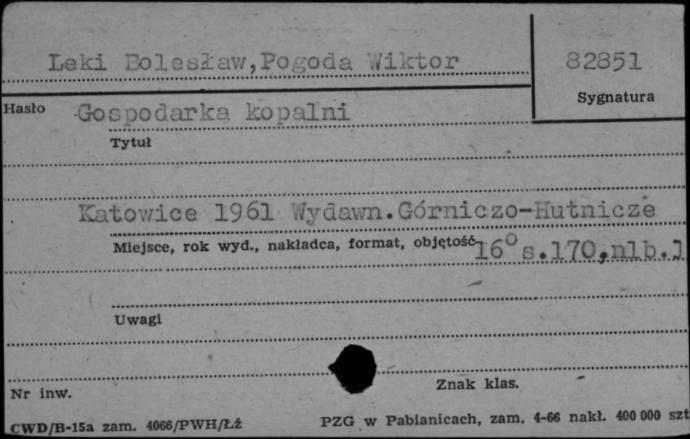 Leki Bolesław,Pogoda Wiktor
82851
Hasło
Sygnatura
Gospodarka kopalni
Tytuł
Katowice 1961 Wydawn.Górniczo-Hutnicze
Miejsce, rok wyd., nakładca, format, objętość
16° s.170,nlb.1
Uwagi
Nr inw.
Znak klas.
CWD/B-15a zam. 4066/PWH/Łź
PZG w Pabianicach, zam. 4-66 nakł. 400 000 szt